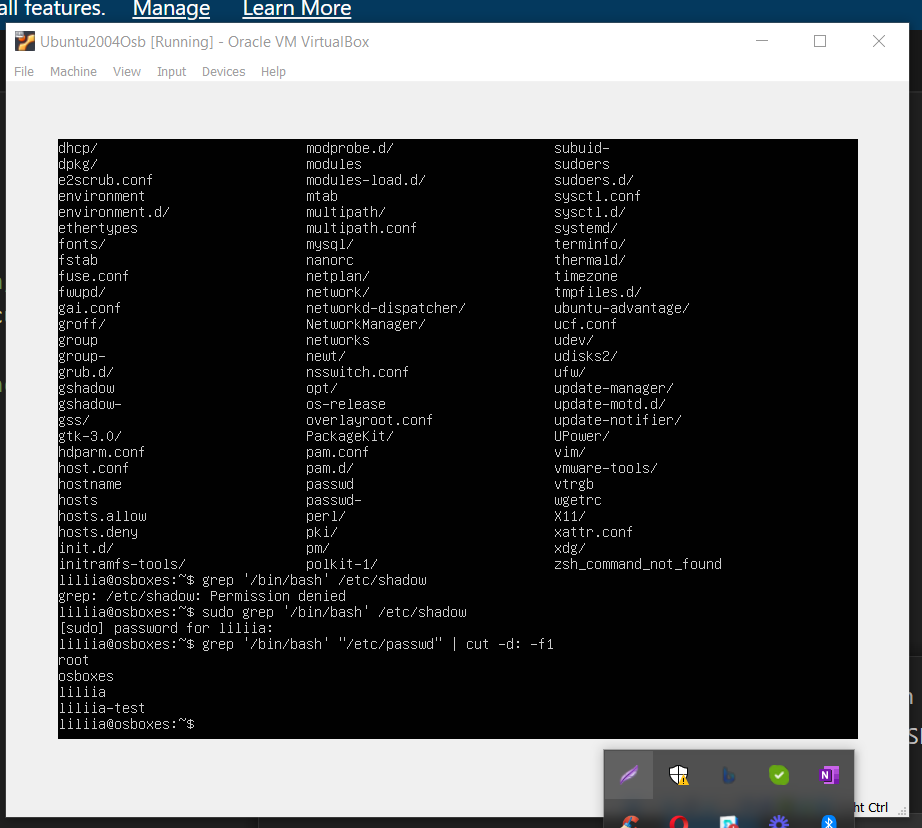 all features. Manage Learn More
Ubuntu2004Osb [Running] - Oracle VM VirtualBox
File Machine View Input Devices Help
dhcp/ modprobe.d/ subuid-
dpkg/ modules sudoers
e2scrub.conf modules-load.d/ sudoers.d/
environment mtab sysctl.conf
environment.d/ multipath/ sysctl.d/
ethertypes multipath.conf systemd/
fonts/ mysql/ terminfo/
fstab nanorc thermald/
fuse.conf netplan/ timezone
fwupd/ network/ tmpfiles.d/
gai.conf networkd-dispatcher/ ubuntu-advantage/
groff/ NetworkManager/ ucf.conf
group networks udev/
group- newt/ udisks2/
grub.d/ nsswitch.conf ufw/
gshadow opt/ update-manager/
gshadow- os-release update-motd.d/
gss/ overlayroot.conf update-notifier/
gtk-3.0/ PackageKit/ UPower/
hdparm.conf pam.conf vim/
host.conf pam.d/ vmware-tools/
hostname passwd vtrgb
hosts passwd- wgetrc
hosts.allow perl/ X11/
hosts.deny pki/ xattr.conf
init.d/ pm/ xdg/
initramfs-tools/ polkit-1/ zsh_command_not_found
liliia@osboxes:~$ grep '/bin/bash' /etc/shadow
grep: /etc/shadow: Permission denied
liliia@osboxes:~$ sudo grep '/bin/bash' /etc/shadow
[sudo] password for liliia:
liliia@osboxes:~$ grep '/bin/bash' "/etc/passwd" | cut -d: -f1
root
osboxes
liliia
liliia-test
liliia@osboxes:~$
N
ht Ctrl